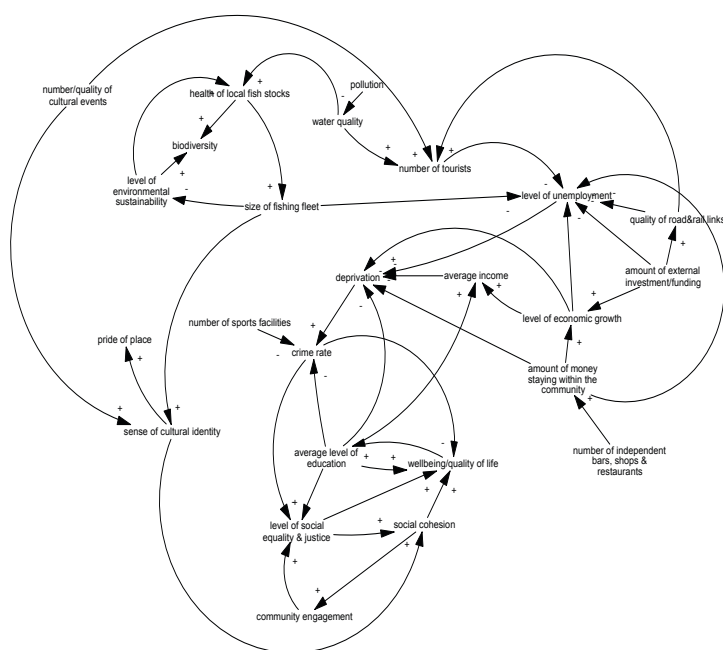 number/quality of
cultural events
health of local fish stocks
pollution
water quality
biodiversity
number of tourists
level of
environmental
sustainability
size of fishing fleet
level of unemployment
quality of road&rail links
deprivation
average income
amount of external
investment/funding
number of sports facilities
level of economic growth
pride of place
crime rate
amount of money
staying within the
community
sense of cultural identity
average level of
education
wellbeing/quality of life
number of independent
bars, shops &
restaurants
level of social
equality & justice
social cohesion
community engagement